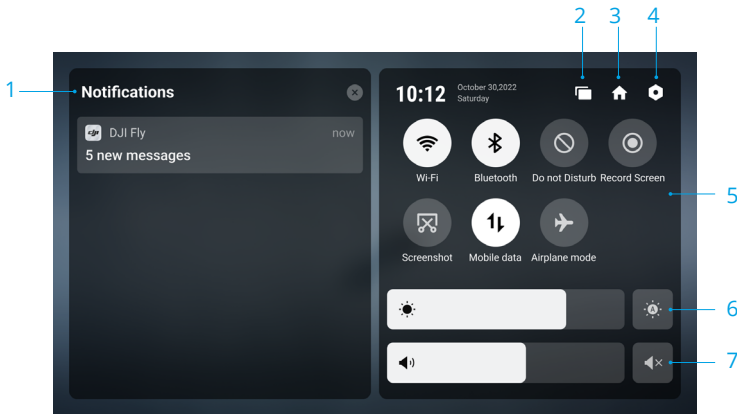 2 3 4
1
Notifications
DJI Fly now
5 new messages
10:12
October 30,2022
Saturday
Wi-Fi Bluetooth Do not Disturb Record Screen
5
Screenshot Mobile data Airplane mode
A
6
7